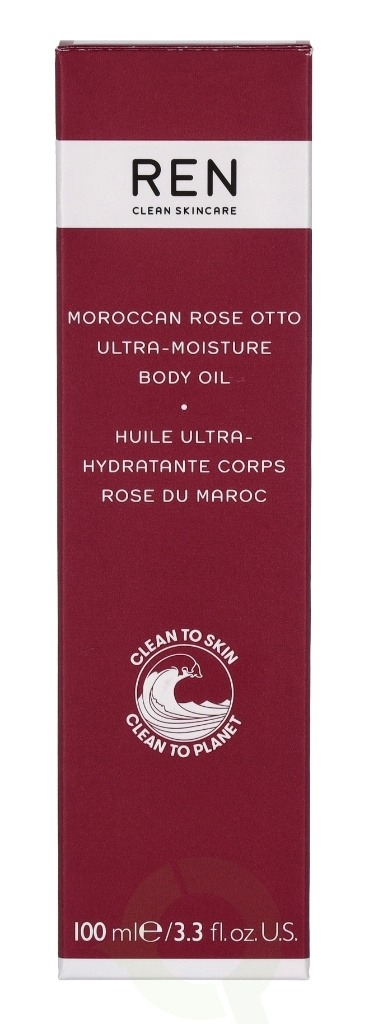 REN
CLEAN SKINCARE
MOROCCAN ROSE OTTO
ULTRA-MOISTURE
BODY OIL
•
HUILE ULTRA-
HYDRATANTE CORPS
ROSE DU MAROC
CLEAN TO SKIN
CLEAN TO PLANET
100 ml℮/3.3 fl. oz. U.S.